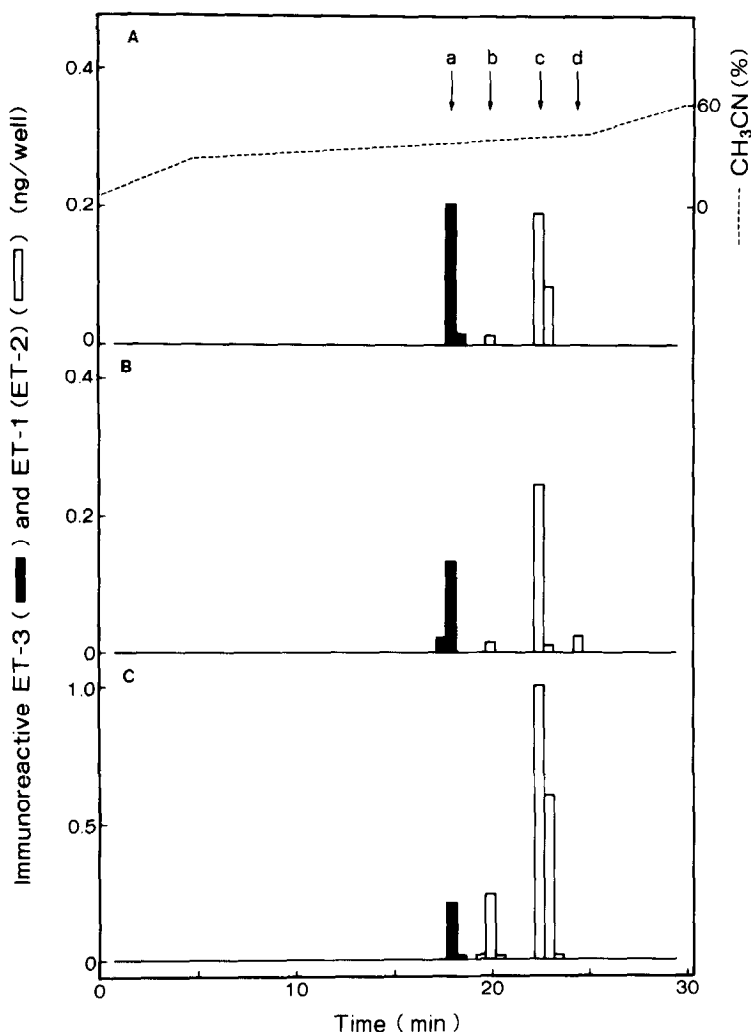 A
a b c d
0.4
0.2
0
60
0
CH₃CN (%)
Immunoreactive ET-3 ( ) and ET-1 (ET-2) ( ) (ng/well)
B
0.4
0.2
0
C
1.0
0.5
0
0 10 20 30
Time (min)